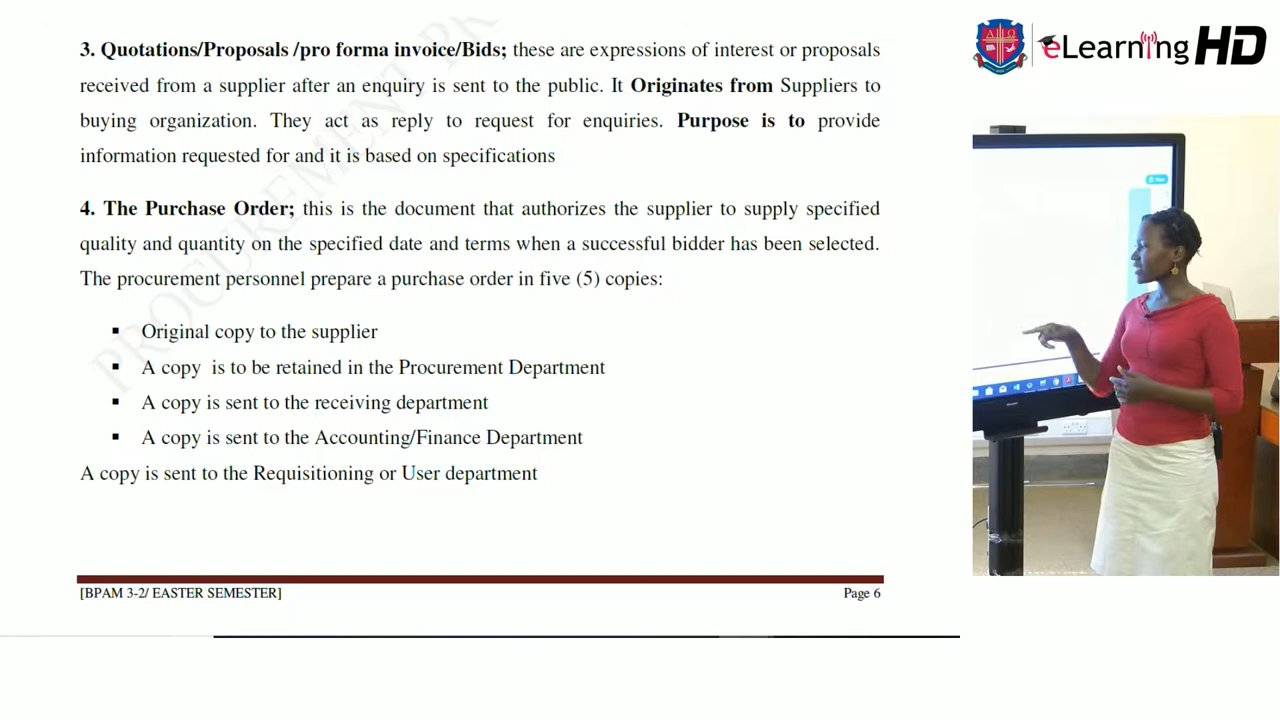 3. Quotations/Proposals /pro forma invoice/Bids; these are expressions of interest or proposals
received from a supplier after an enquiry is sent to the public. It Originates from Suppliers to
buying organization. They act as reply to request for enquiries. Purpose is to provide
information requested for and it is based on specifications
4. The Purchase Order; this is the document that authorizes the supplier to supply specified
quality and quantity on the specified date and terms when a successful bidder has been selected.
The procurement personnel prepare a purchase order in five (5) copies:
▪ Original copy to the supplier
▪ A copy is to be retained in the Procurement Department
▪ A copy is sent to the receiving department
▪ A copy is sent to the Accounting/Finance Department
A copy is sent to the Requisitioning or User department
[BPAM 3-2/ EASTER SEMESTER] Page 6
PROCUREMENT
eLearning HD